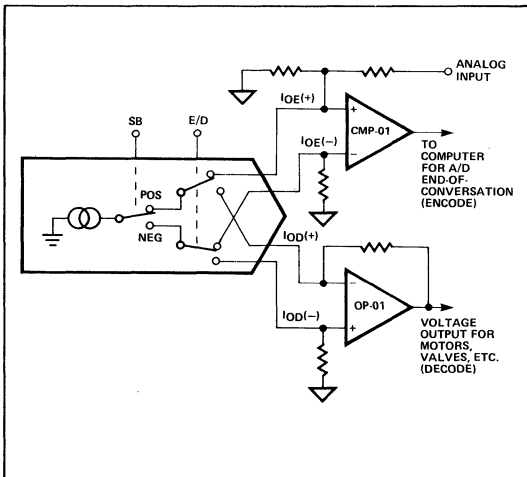 ANALOG
INPUT
IOE(+)
SB
E/D
+
CMP-01
−
IOE(−)
TO
COMPUTER
FOR A/D
END-OF-
CONVERSATION
(ENCODE)
POS
NEG
IOD(+)
−
OP-01
+
IOD(−)
VOLTAGE
OUTPUT FOR
MOTORS,
VALVES, ETC.
(DECODE)